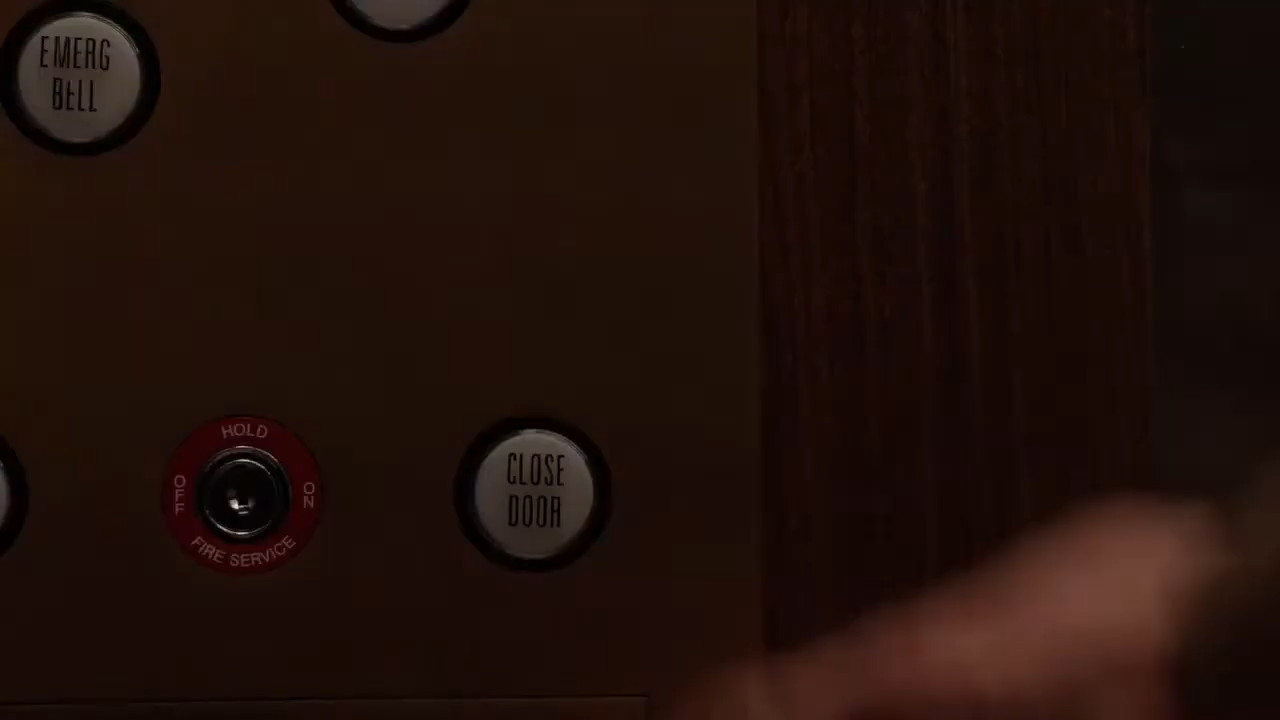 EMERG
BELL
HOLD
OFF
ON
FIRE SERVICE
CLOSE
DOOR